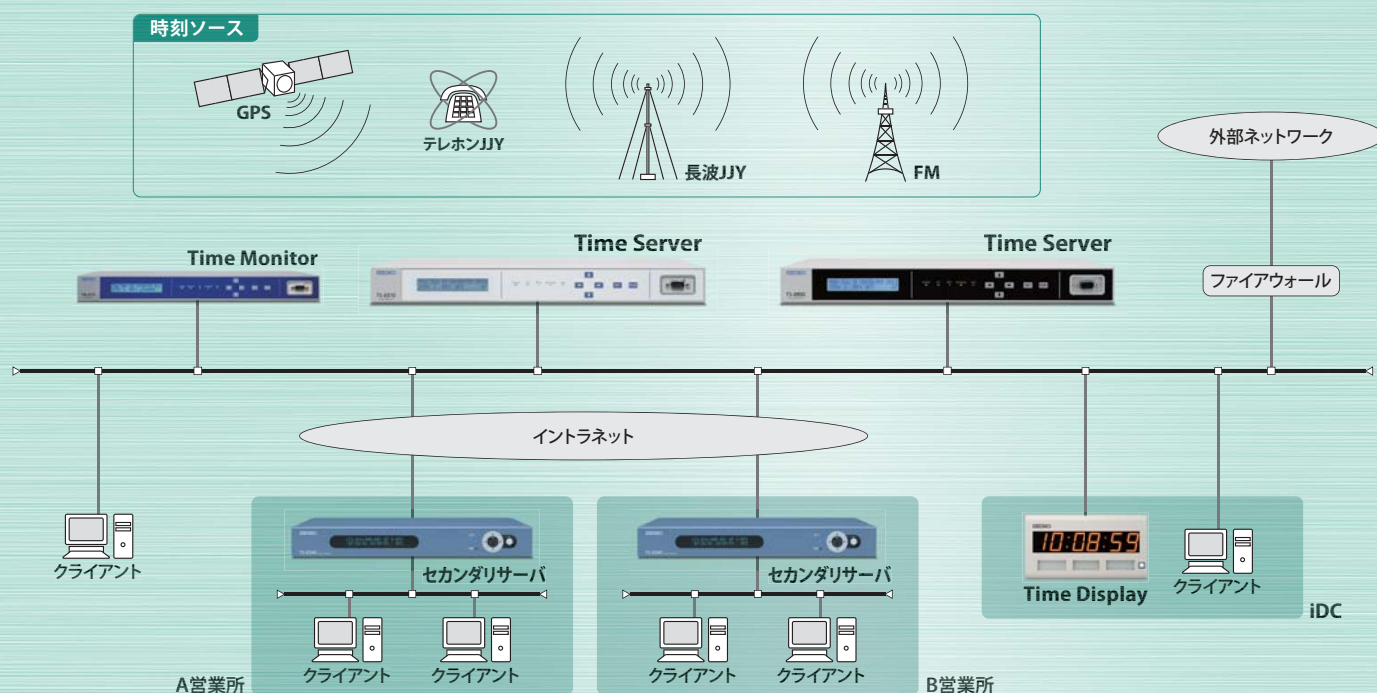 時刻ソース
GPS
テレホンJJY
長波JJY
FM
外部ネットワーク
Time Monitor
Time Server
Time Server
ファイアウォール
イントラネット
クライアント
セカンダリサーバ
セカンダリサーバ
SEIKO
10:08:59
Time Display
クライアント
iDC
クライアント
クライアント
クライアント
クライアント
A営業所
B営業所